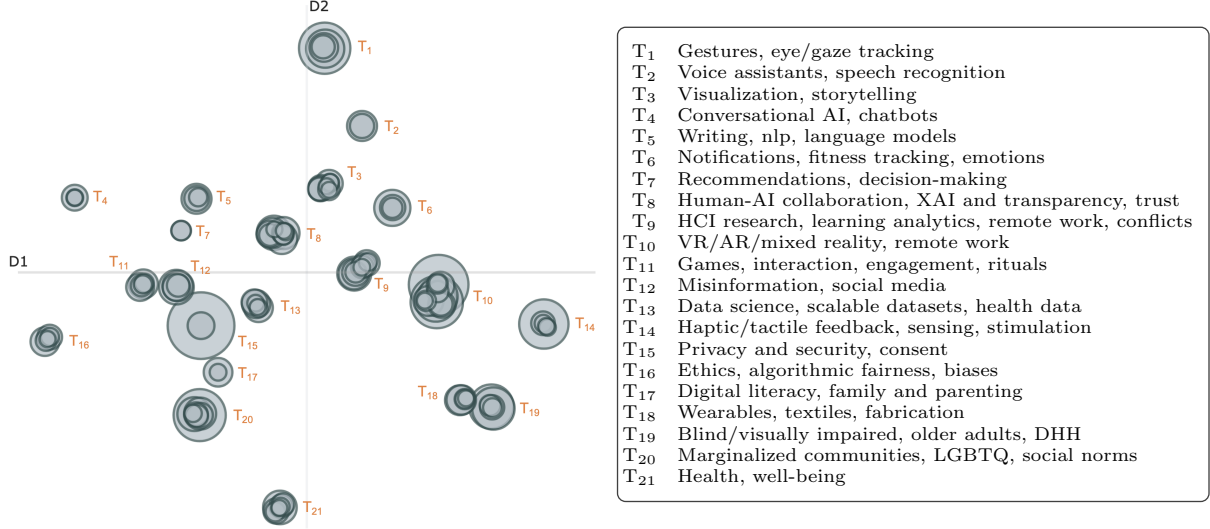 D2
T1
T2
T3
T4
T5
T6
T7
T8
D1
T11
T12
T9
T10
T13
T14
T16
T15
T17
T18
T19
T20
T21
T1 Gestures, eye/gaze tracking
T2 Voice assistants, speech recognition
T3 Visualization, storytelling
T4 Conversational AI, chatbots
T5 Writing, nlp, language models
T6 Notifications, fitness tracking, emotions
T7 Recommendations, decision-making
T8 Human-AI collaboration, XAI and transparency, trust
T9 HCI research, learning analytics, remote work, conflicts
T10 VR/AR/mixed reality, remote work
T11 Games, interaction, engagement, rituals
T12 Misinformation, social media
T13 Data science, scalable datasets, health data
T14 Haptic/tactile feedback, sensing, stimulation
T15 Privacy and security, consent
T16 Ethics, algorithmic fairness, biases
T17 Digital literacy, family and parenting
T18 Wearables, textiles, fabrication
T19 Blind/visually impaired, older adults, DHH
T20 Marginalized communities, LGBTQ, social norms
T21 Health, well-being